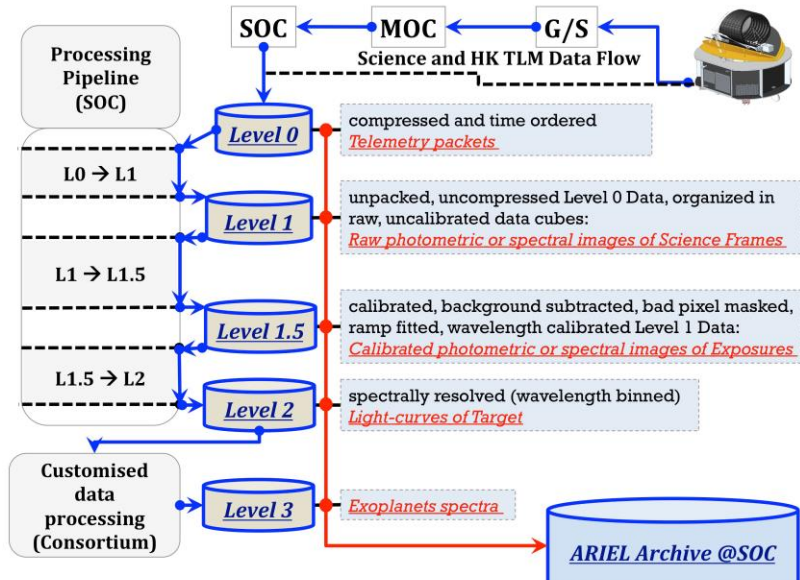 SOC
MOC
G/S
Science and HK TLM Data Flow
Processing
Pipeline
(SOC)
Level 0
compressed and time ordered
Telemetry packets
L0 → L1
Level 1
unpacked, uncompressed Level 0 Data, organized in
raw, uncalibrated data cubes:
Raw photometric or spectral images of Science Frames
L1 → L1.5
Level 1.5
calibrated, background subtracted, bad pixel masked,
ramp fitted, wavelength calibrated Level 1 Data:
Calibrated photometric or spectral images of Exposures
L1.5 → L2
Level 2
spectrally resolved (wavelength binned)
Light-curves of Target
Customised
data
processing
(Consortium)
Level 3
Exoplanets spectra
ARIEL Archive @SOC